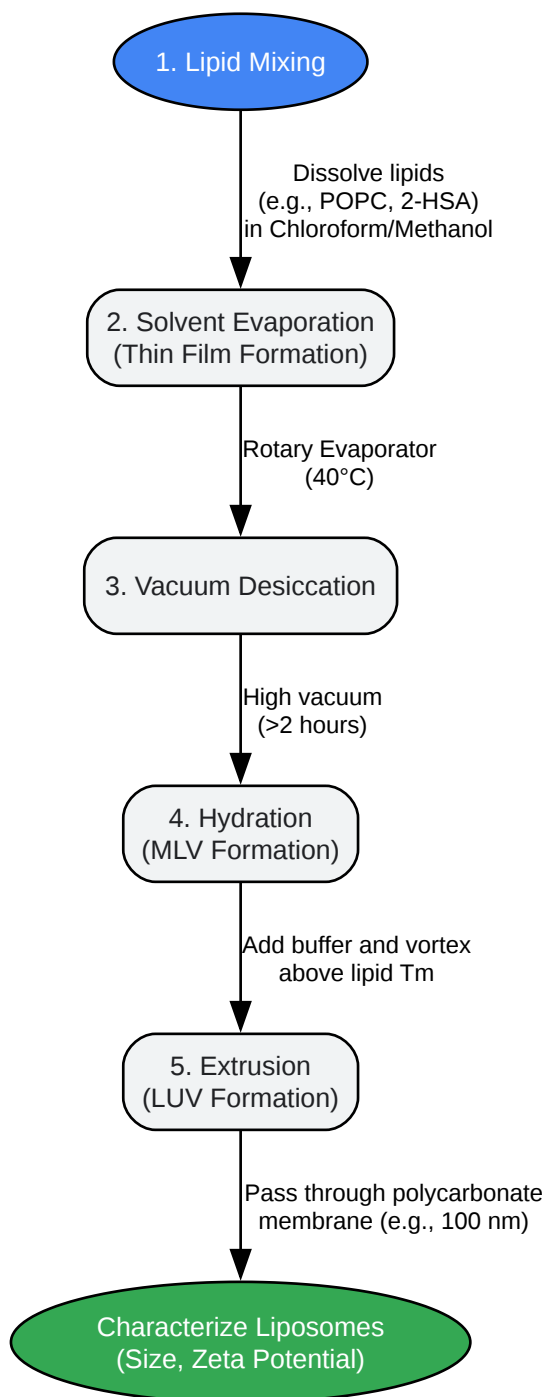 1. Lipid Mixing
Dissolve lipids
(e.g., POPC, 2-HSA)
in Chloroform/Methanol
2. Solvent Evaporation
(Thin Film Formation)
Rotary Evaporator
(40°C)
3. Vacuum Desiccation
High vacuum
(>2 hours)
4. Hydration
(MLV Formation)
Add buffer and vortex
above lipid Tm
5. Extrusion
(LUV Formation)
Pass through polycarbonate
membrane (e.g., 100 nm)
Characterize Liposomes
(Size, Zeta Potential)